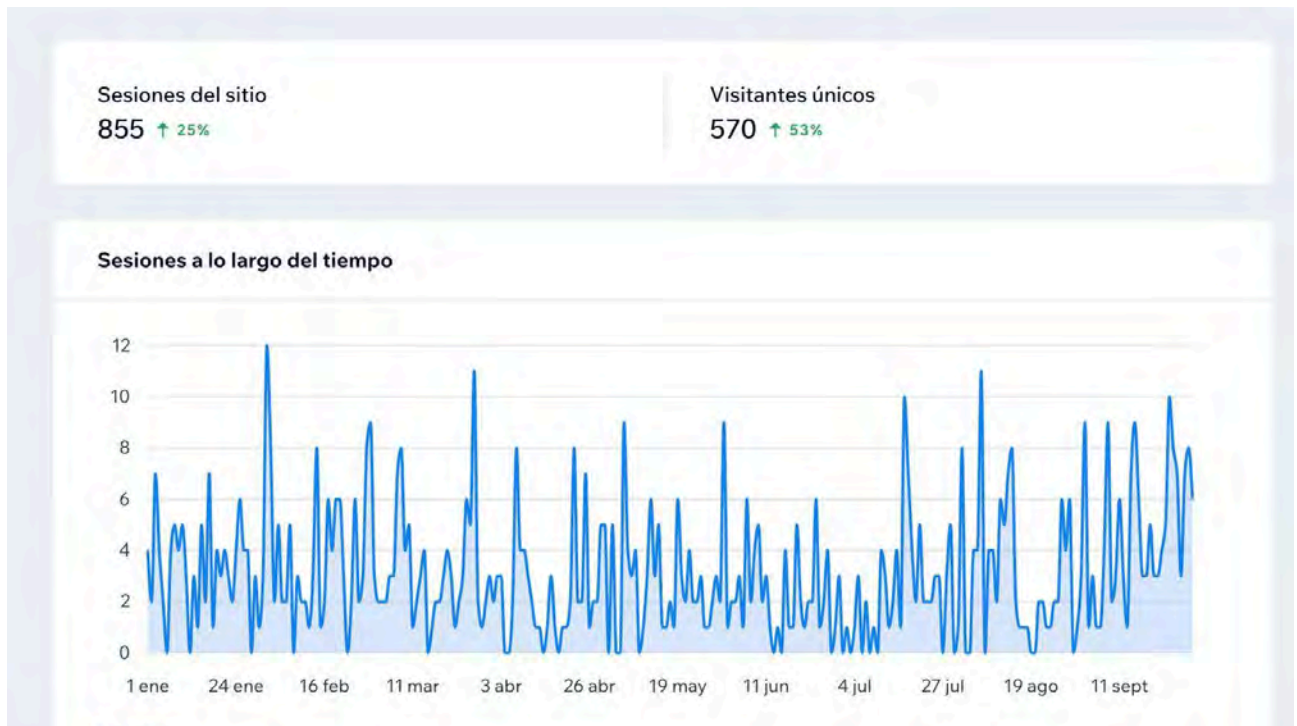 Sesiones del sitio
855 ↑ 25%
Visitantes únicos
570 ↑ 53%
Sesiones a lo largo del tiempo
12
10
8
6
4
2
0
1 ene 24 ene 16 feb 11 mar 3 abr 26 abr 19 may 11 jun 4 jul 27 jul 19 ago 11 sept